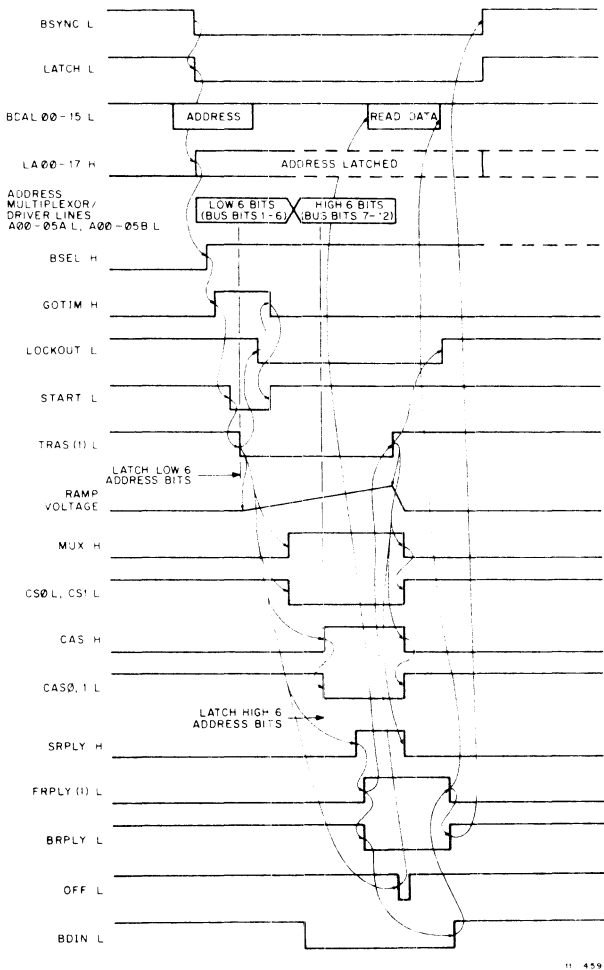 BSYNC L
LATCH L
BDAL 00-15 L
ADDRESS
READ DATA
LA00-17 H
ADDRESS LATCHED
ADDRESS
MULTIPLEXOR/
DRIVER LINES
A00-05A L, A00-05B L
LOW 6 BITS
(BUS BITS 1-6)
HIGH 6 BITS
(BUS BITS 7-12)
BSEL H
GOTIM H
LOCKOUT L
START L
TRAS (1) L
LATCH LOW 6
ADDRESS BITS
RAMP
VOLTAGE
MUX H
CSØ L, CS1 L
CAS H
CASØ, 1 L
LATCH HIGH 6
ADDRESS BITS
SRPLY H
FRPLY (1) L
BRPLY L
OFF L
BDIN L
11 459